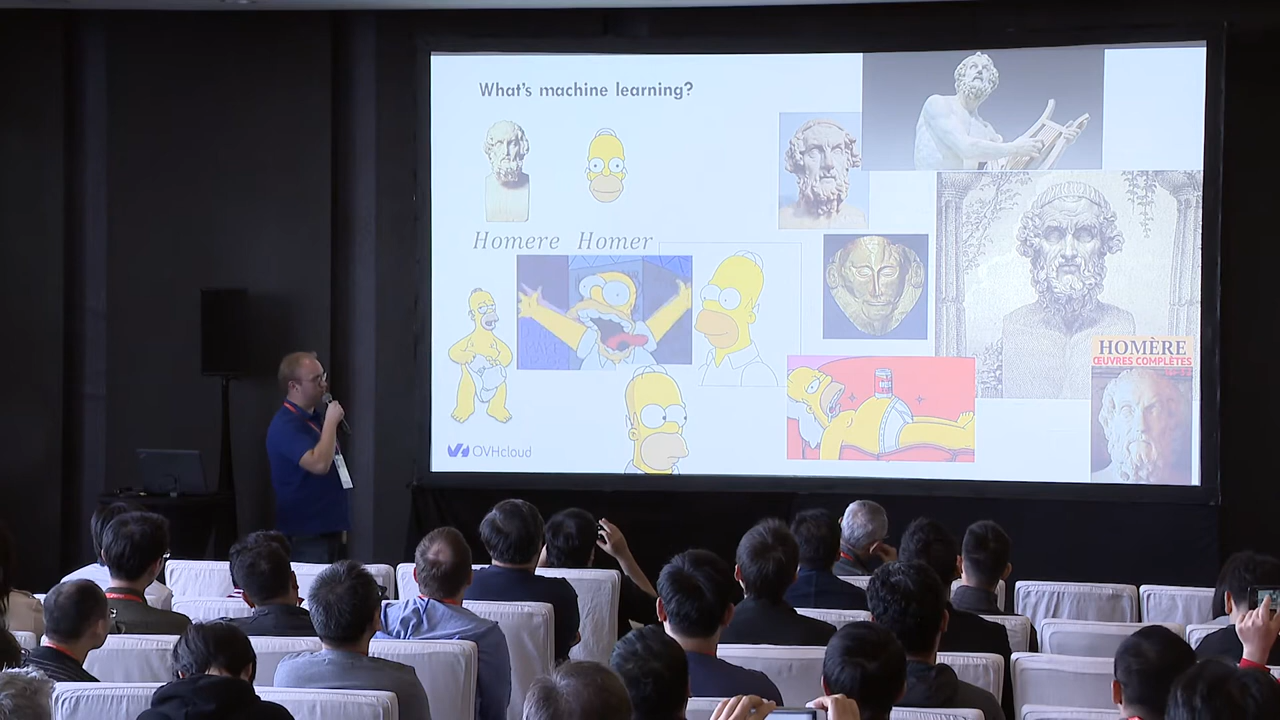 What's machine learning?
Homere Homer
HOMÈRE
ŒUVRES COMPLÈTES
OVHcloud